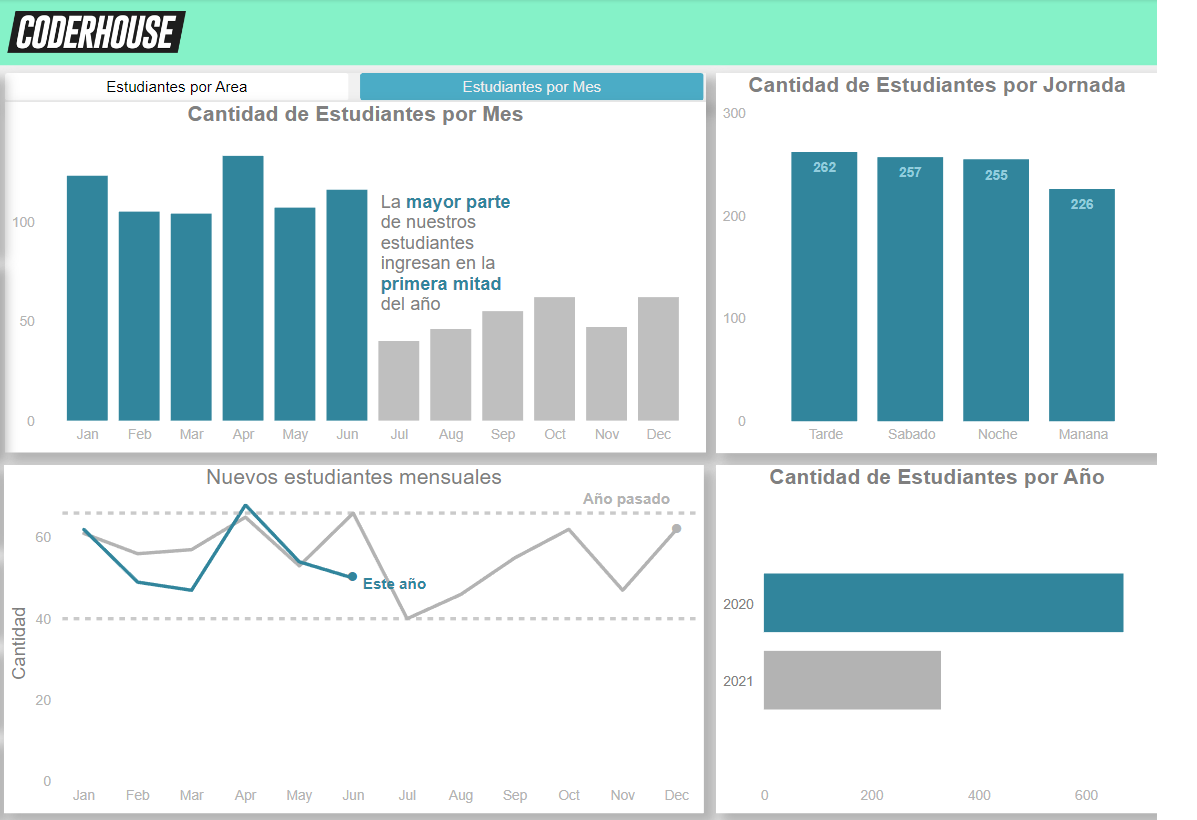 CODERHOUSE
Estudiantes por Area
Estudiantes por Mes
Cantidad de Estudiantes por Mes
100
50
0
La mayor parte
de nuestros
estudiantes
ingresan en la
primera mitad
del año
Jan Feb Mar Apr May Jun Jul Aug Sep Oct Nov Dec
Cantidad de Estudiantes por Jornada
300
200
100
0
262 257 255 226
Tarde Sabado Noche Manana
Nuevos estudiantes mensuales
Año pasado
Este año
Cantidad
60
40
20
0
Jan Feb Mar Apr May Jun Jul Aug Sep Oct Nov Dec
Cantidad de Estudiantes por Año
2020
2021
0 200 400 600